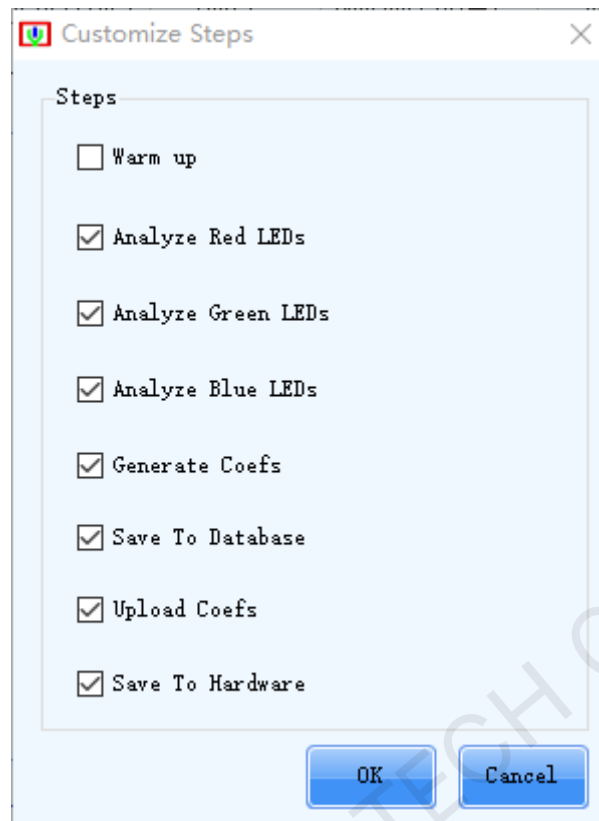 Customize Steps
Steps
Warm up
Analyze Red LEDs
Analyze Green LEDs
Analyze Blue LEDs
Generate Coefs
Save To Database
Upload Coefs
Save To Hardware
OK
Cancel
TECH